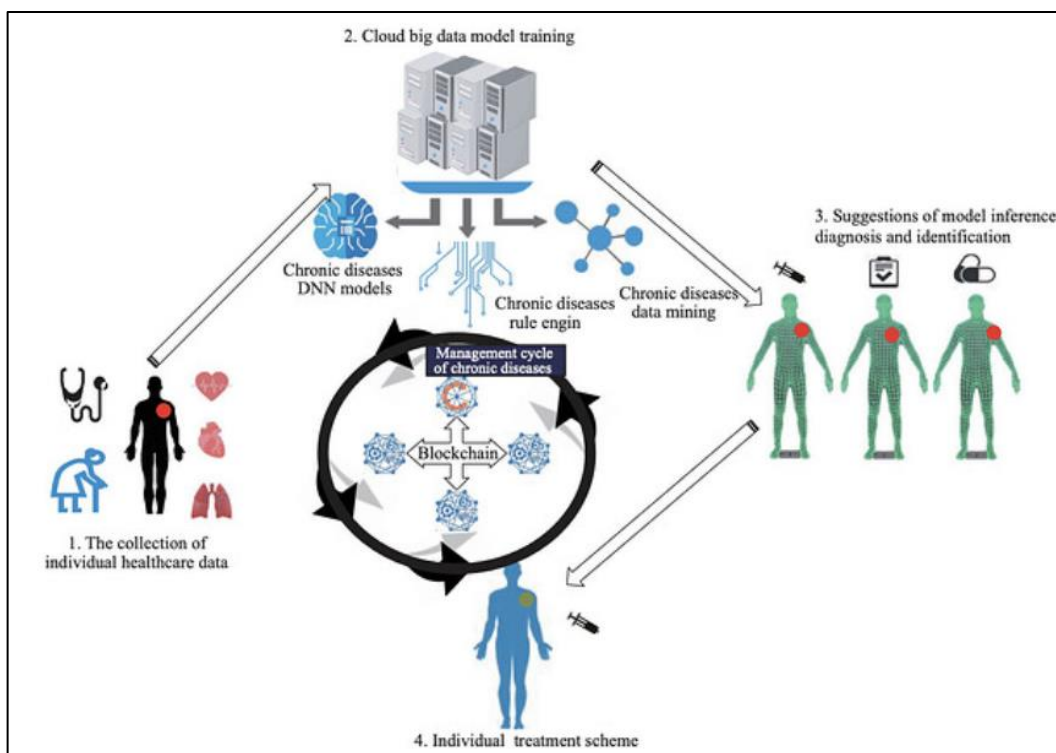 2. Cloud big data model training
3. Suggestions of model inference
diagnosis and identification
Chronic diseases
DNN models
Chronic diseases
rule engin
Chronic diseases
data mining
Management cycle
of chronic diseases
Blockchain
1. The collection of
individual healthcare data
4. Individual treatment scheme